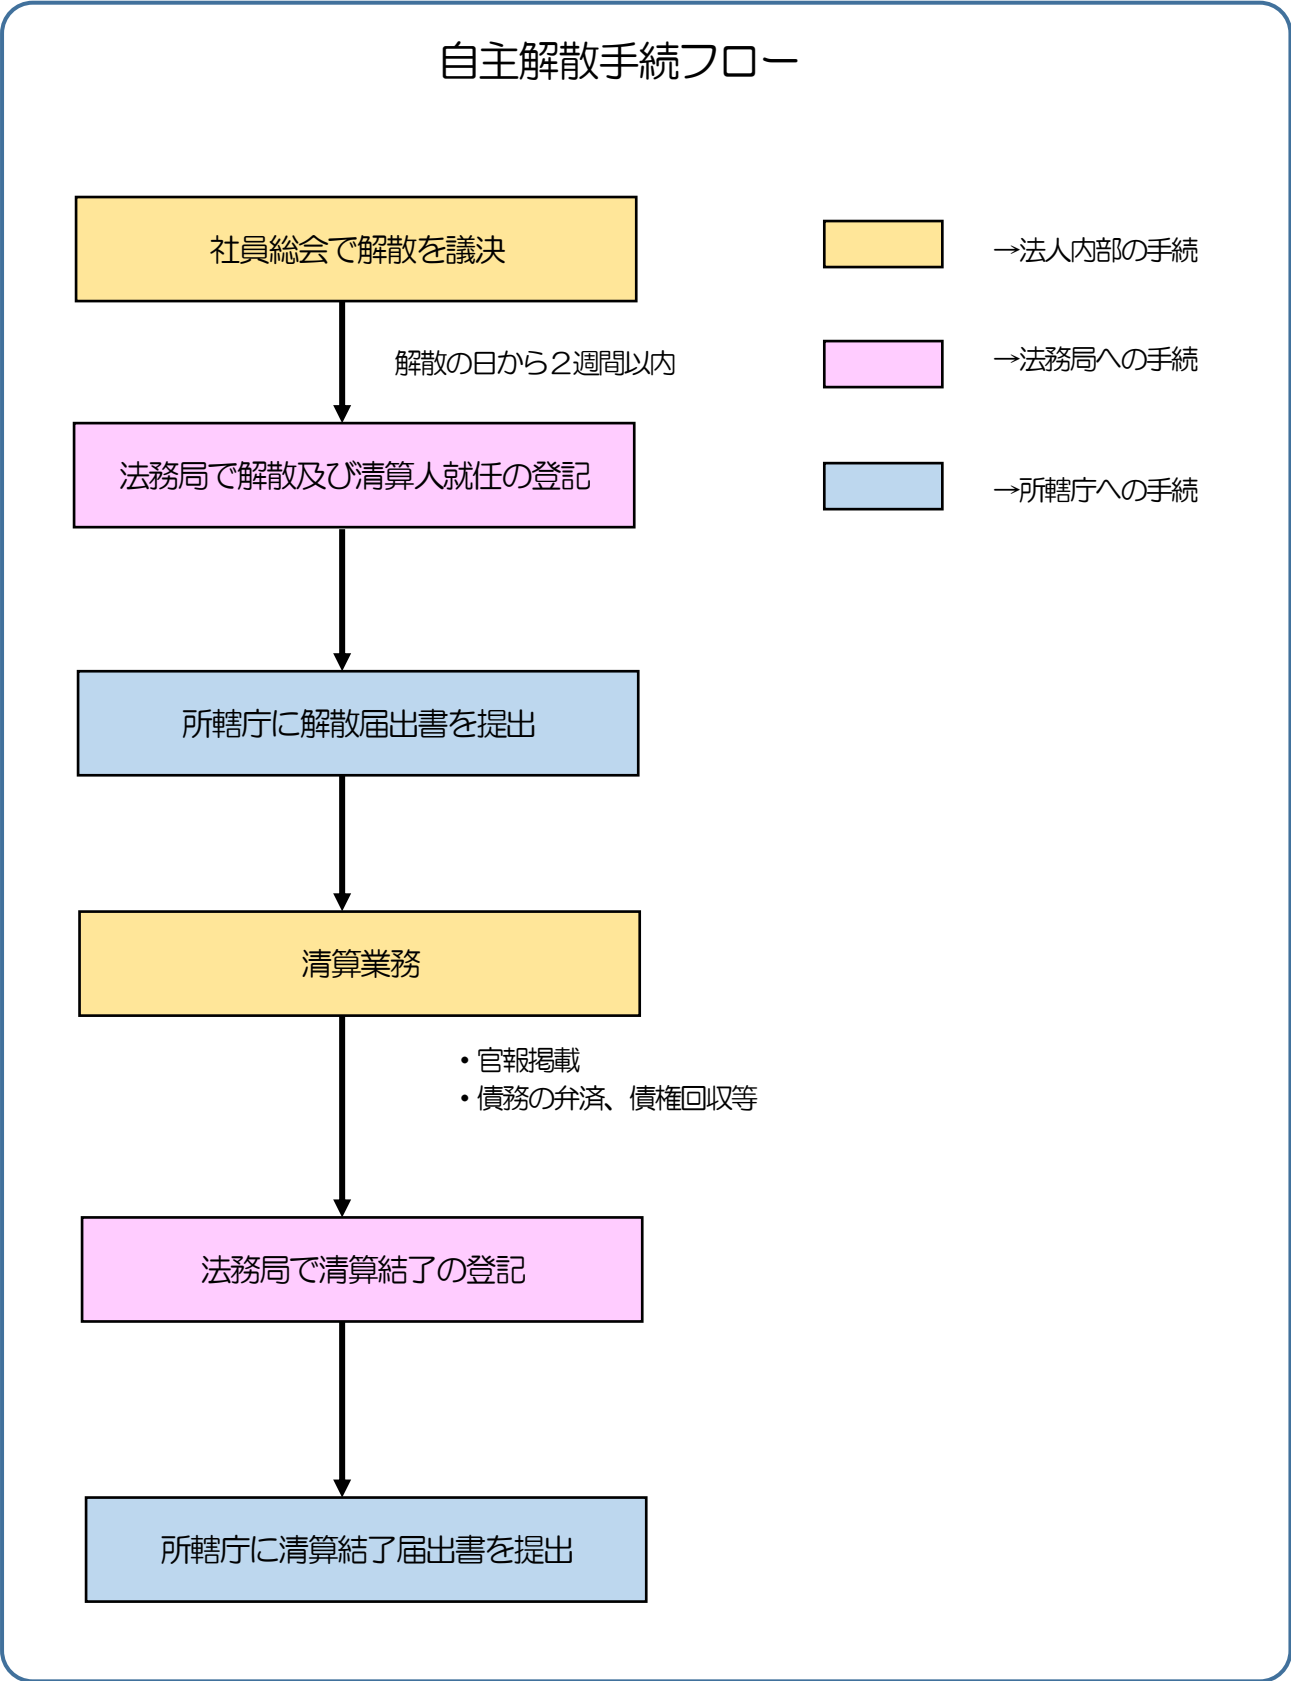 自主解散手続フロー
社員総会で解散を議決
→法人内部の手続
解散の日から２週間以内
→法務局への手続
法務局で解散及び清算人就任の登記
→所轄庁への手続
所轄庁に解散届出書を提出
清算業務
・官報掲載
・債務の弁済、債権回収等
法務局で清算結了の登記
所轄庁に清算結了届出書を提出